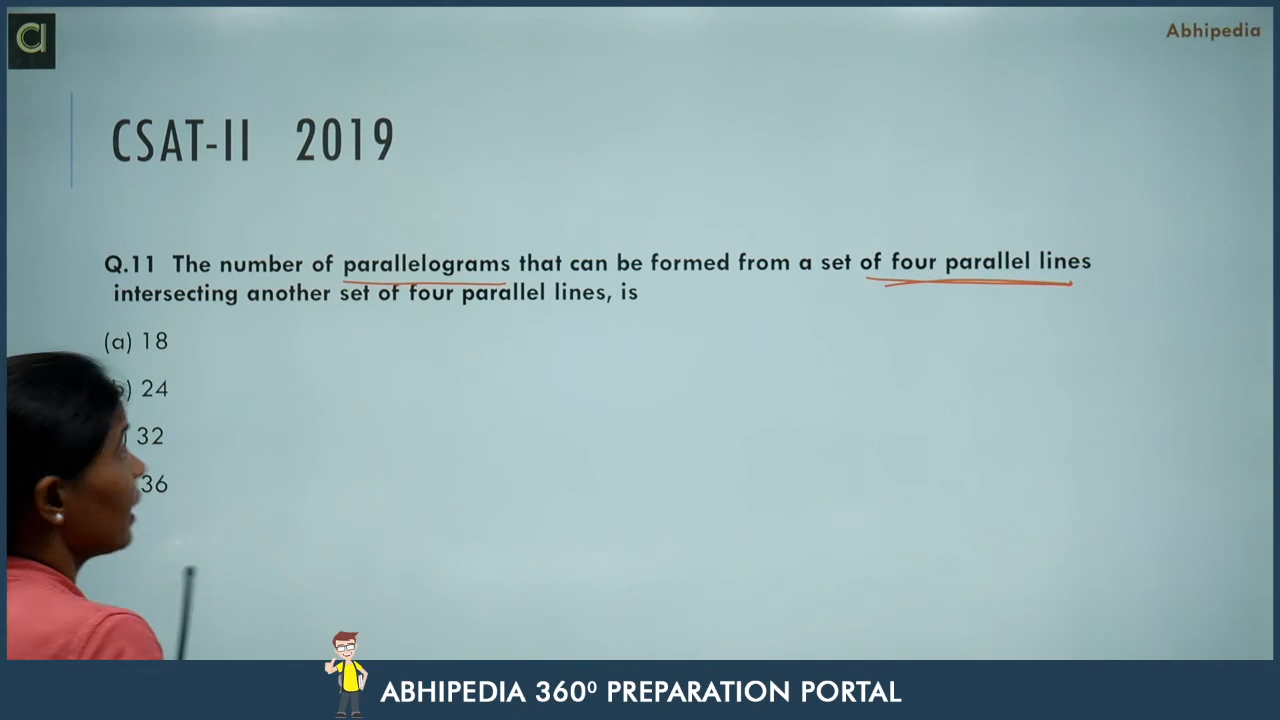 Abhipedia
CSAT-II 2019
Q.11 The number of parallelograms that can be formed from a set of four parallel lines
intersecting another set of four parallel lines, is
(a) 18
) 24
32
36
ABHIPEDIA 360⁰ PREPARATION PORTAL